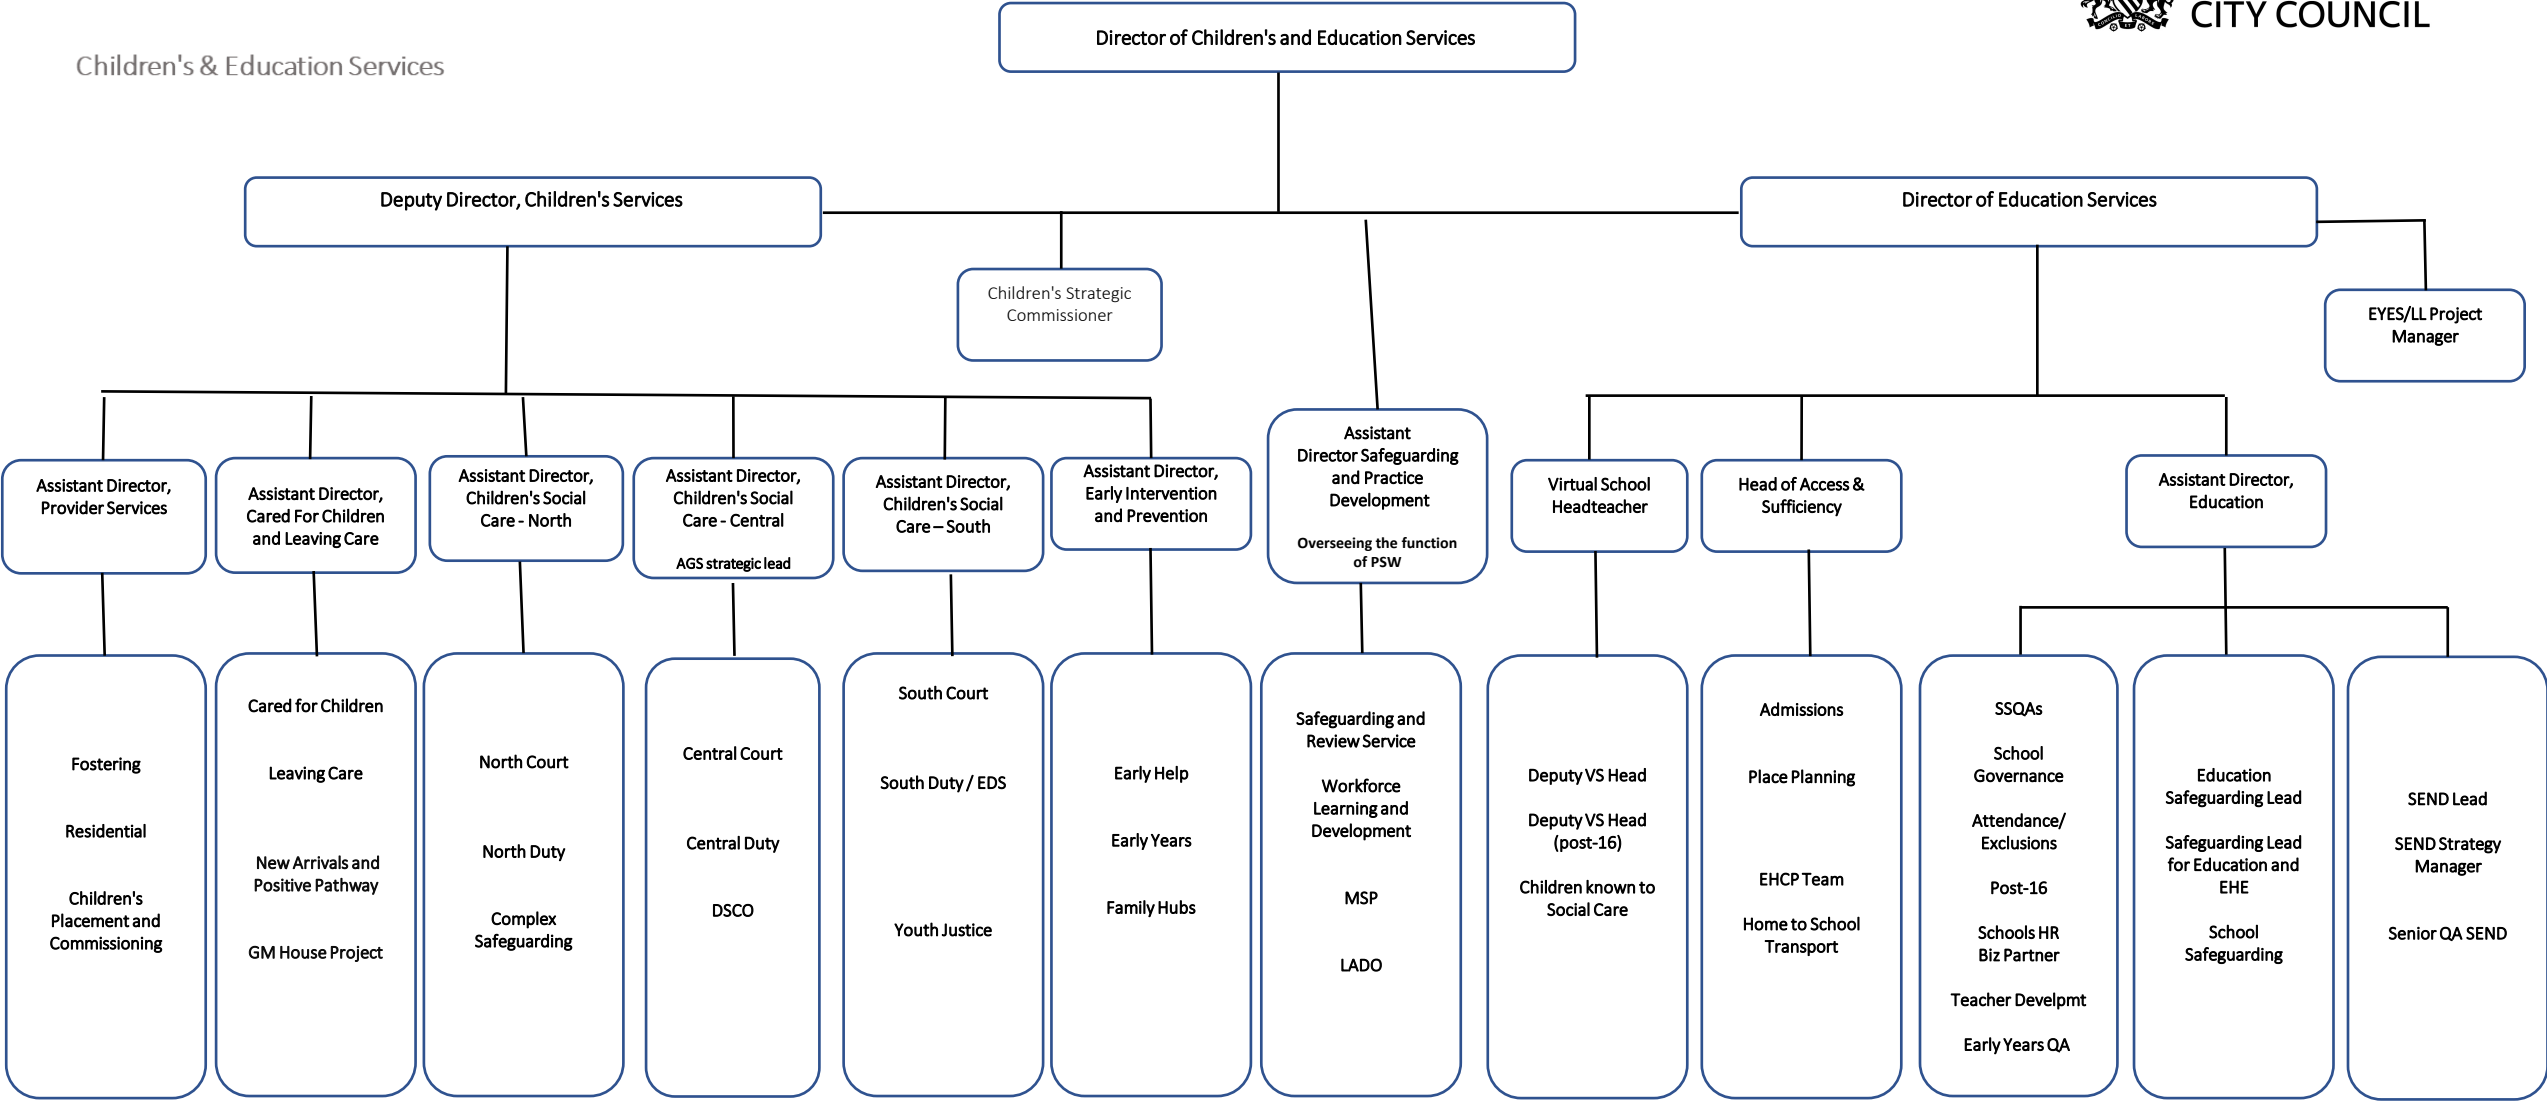 CITY COUNCIL
Children's & Education Services
Director of Children's and Education Services
Deputy Director, Children's Services
Director of Education Services
Children's Strategic
Commissioner
EYES/LL Project
Manager
Assistant Director,
Provider Services
Assistant Director,
Cared For Children
and Leaving Care
Assistant Director,
Children's Social
Care - North
Assistant Director,
Children's Social
Care - Central
AGS strategic lead
Assistant Director,
Children's Social
Care – South
Assistant Director,
Early Intervention
and Prevention
Assistant
Director Safeguarding
and Practice
Development
Overseeing the function
of PSW
Virtual School
Headteacher
Head of Access &
Sufficiency
Assistant Director,
Education
Fostering
Residential
Children's
Placement and
Commissioning
Cared for Children
Leaving Care
New Arrivals and
Positive Pathway
GM House Project
North Court
North Duty
Complex
Safeguarding
Central Court
Central Duty
DSCO
South Court
South Duty / EDS
Youth Justice
Early Help
Early Years
Family Hubs
Safeguarding and
Review Service
Workforce
Learning and
Development
MSP
LADO
Deputy VS Head
Deputy VS Head
(post-16)
Children known to
Social Care
Admissions
Place Planning
EHCP Team
Home to School
Transport
SSQAs
School
Governance
Attendance/
Exclusions
Post-16
Schools HR
Biz Partner
Teacher Develpmt
Early Years QA
Education
Safeguarding Lead
Safeguarding Lead
for Education and
EHE
School
Safeguarding
SEND Lead
SEND Strategy
Manager
Senior QA SEND